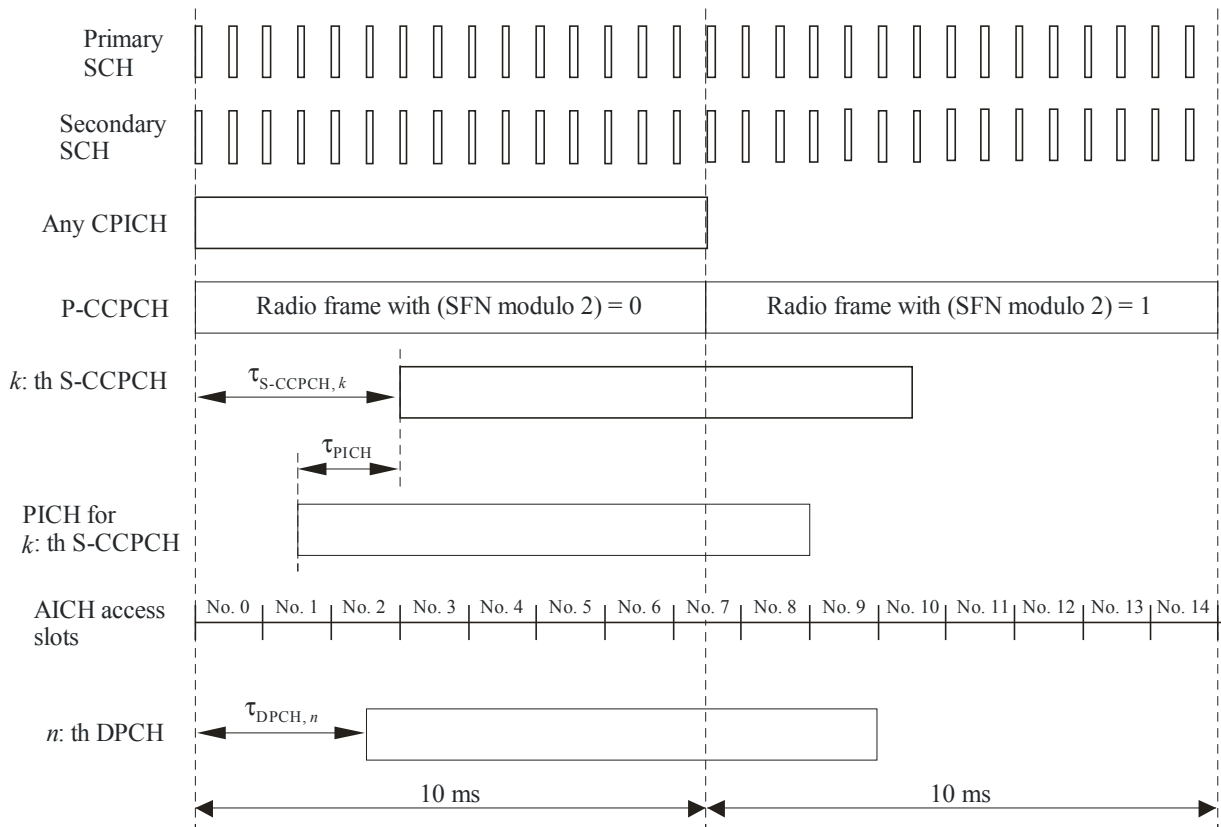 Primary
SCH
Secondary
SCH
Any CPICH
P-CCPCH
Radio frame with (SFN modulo 2) = 0
Radio frame with (SFN modulo 2) = 1
k: th S-CCPCH
τS-CCPCH, k
τPICH
PICH for
k: th S-CCPCH
AICH access
slots
No. 0 No. 1 No. 2 No. 3 No. 4 No. 5 No. 6 No. 7 No. 8 No. 9 No. 10 No. 11 No. 12 No. 13 No. 14
τDPCH, n
n: th DPCH
10 ms
10 ms